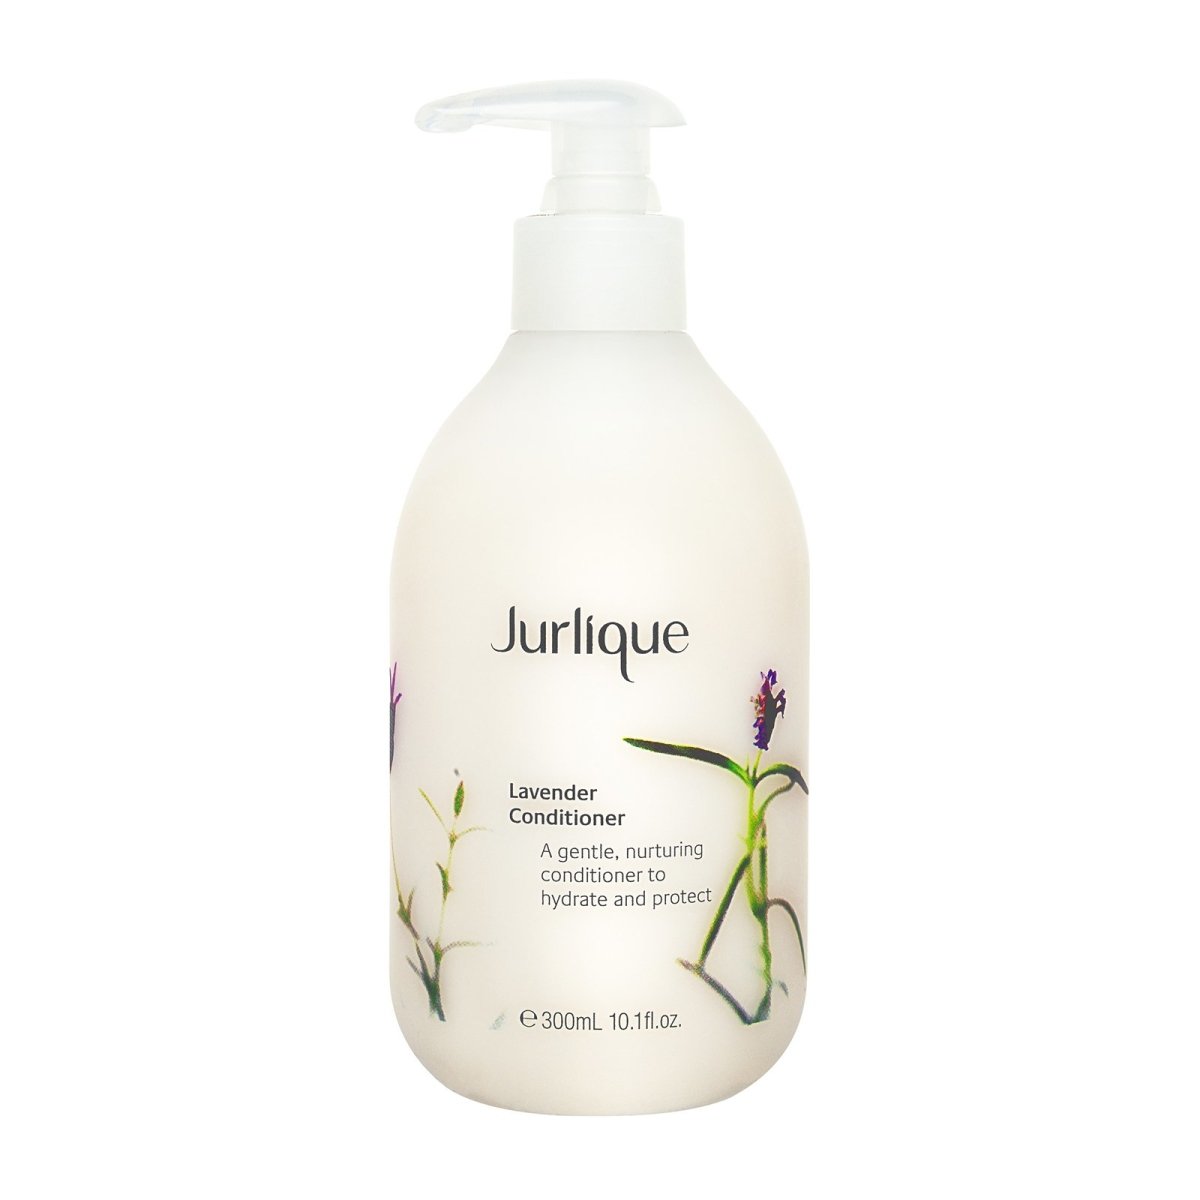 Jurlique
Lavender
Conditioner
A gentle, nurturing
conditioner to
hydrate and protect
℮ 300mL 10.1fl.oz.